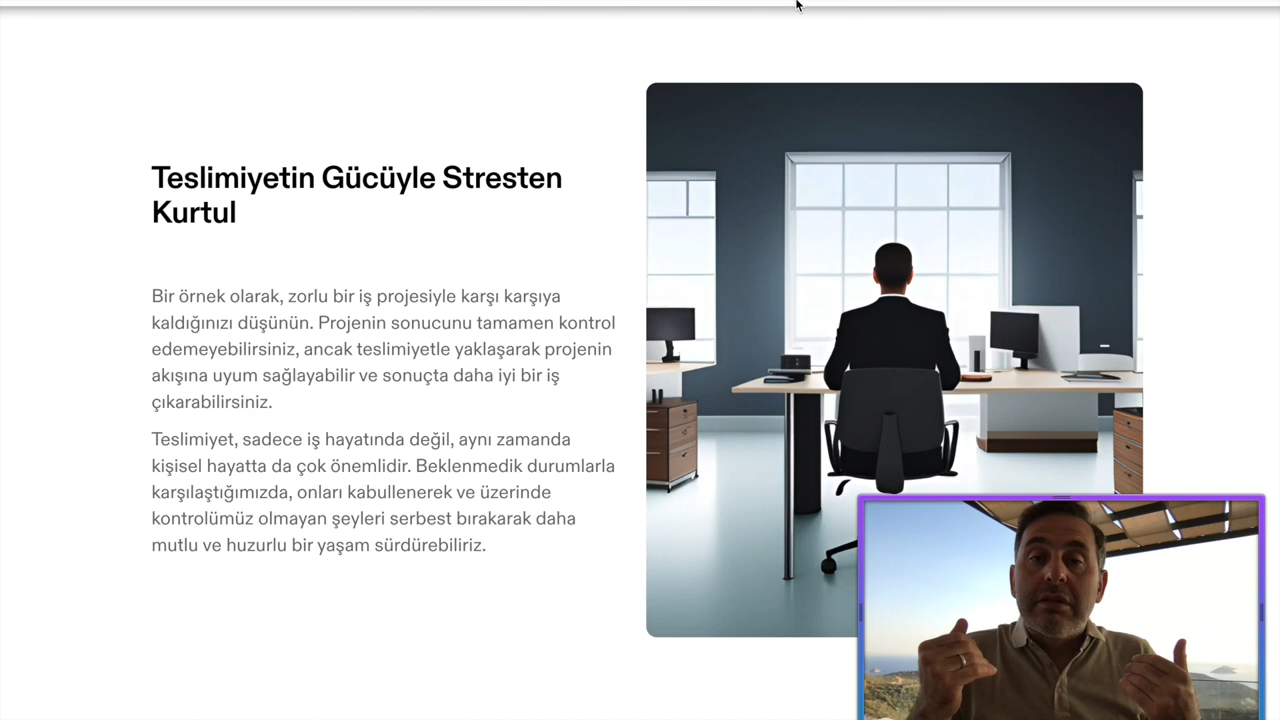 Teslimiyetin Gücüyle Stresten
Kurtul
Bir örnek olarak, zorlu bir iş projesiyle karşı karşıya
kaldığınızı düşünün. Projenin sonucunu tamamen kontrol
edemeyebilirsiniz, ancak teslimiyetle yaklaşarak projenin
akışına uyum sağlayabilir ve sonuçta daha iyi bir iş
çıkarabilirsiniz.
Teslimiyet, sadece iş hayatında değil, aynı zamanda
kişisel hayatta da çok önemlidir. Beklenmedik durumlarla
karşılaştığımızda, onları kabullenerek ve üzerinde
kontrolümüz olmayan şeyleri serbest bırakarak daha
mutlu ve huzurlu bir yaşam sürdürebiliriz.